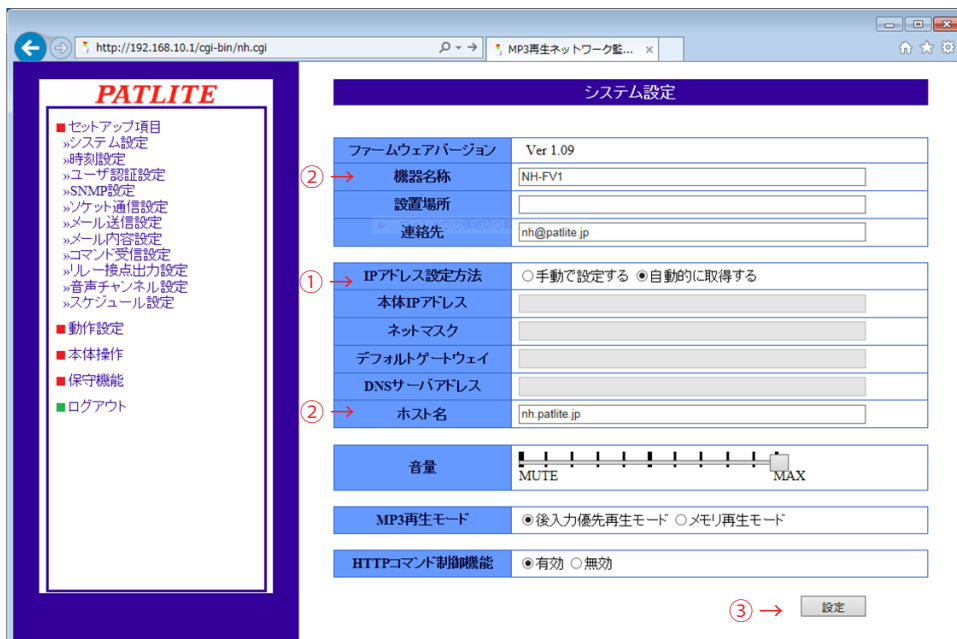 http://192.168.10.1/cgi-bin/nh.cgi
MP3再生ネットワーク監...
PATLITE
セットアップ項目
»システム設定
»時刻設定
»ユーザ認証設定
»SNMP設定
»ソケット通信設定
»メール送信設定
»メール内容設定
»コマンド受信設定
»リレー接点出力設定
»音声チャンネル設定
»スケジュール設定
動作設定
本体操作
保守機能
ログアウト
システム設定
ファームウェアバージョン Ver 1.09
② → 機器名称 NH-FV1
設置場所
連絡先 nh@patlite.jp
① → IPアドレス設定方法 ○手動で設定する ◉自動的に取得する
本体IPアドレス
ネットマスク
デフォルトゲートウェイ
DNSサーバアドレス
② → ホスト名 nh.patlite.jp
音量 MUTE MAX
MP3再生モード ◉後入力優先再生モード ○メモリ再生モード
HTTPコマンド制御機能 ◉有効 ○無効
③ → 設定